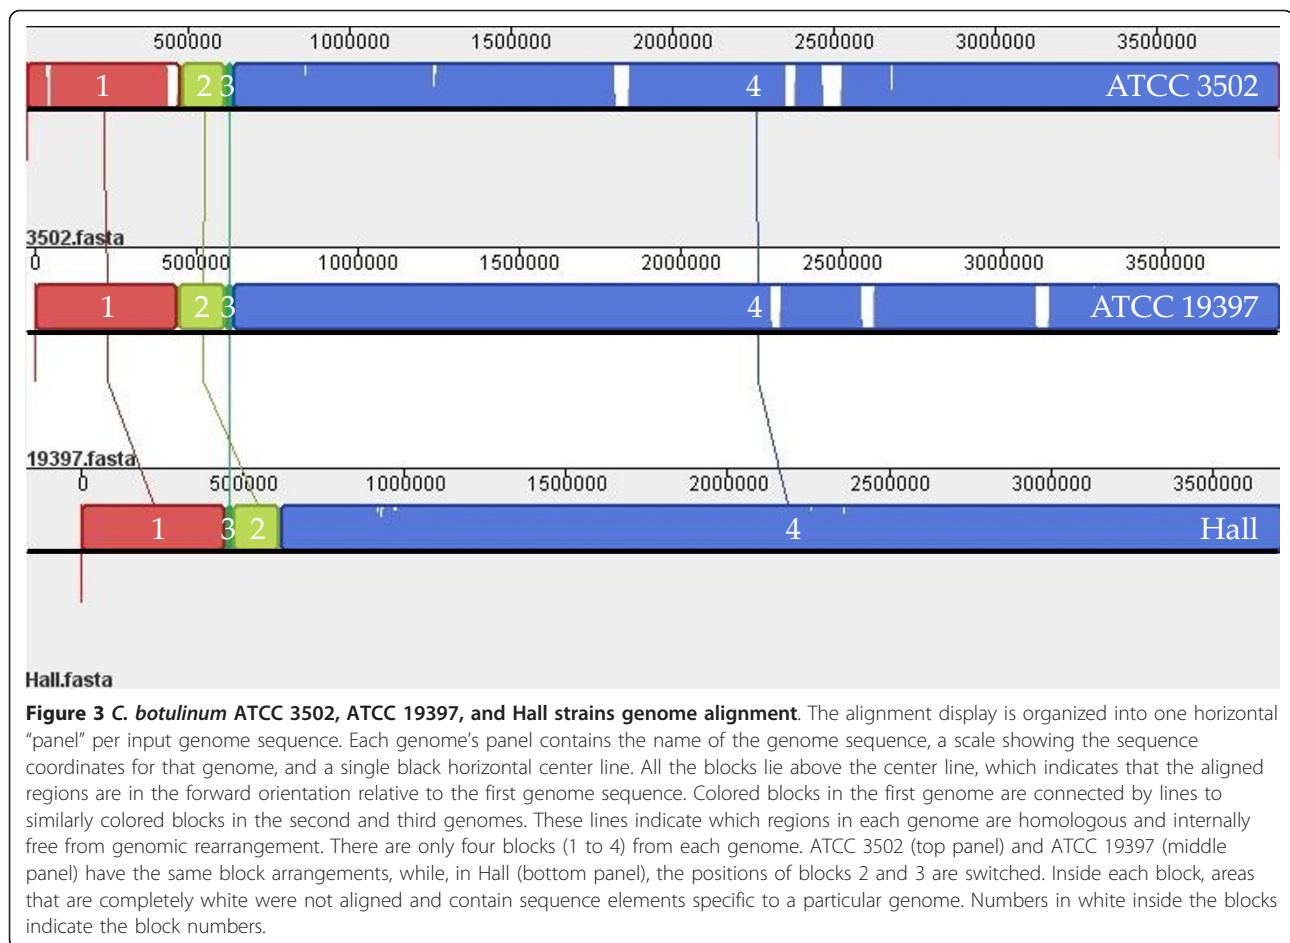 500000 1000000 1500000 2000000 2500000 3000000 3500000
1 2 3 4 ATCC 3502
3502.fasta
0 500000 1000000 1500000 2000000 2500000 3000000 3500000
1 2 3 4 ATCC 19397
19397.fasta
0 500000 1000000 1500000 2000000 2500000 3000000 3500000
1 3 2 4 Hall
Hall.fasta
Figure 3 C. botulinum ATCC 3502, ATCC 19397, and Hall strains genome alignment. The alignment display is organized into one horizontal
"panel" per input genome sequence. Each genome's panel contains the name of the genome sequence, a scale showing the sequence
coordinates for that genome, and a single black horizontal center line. All the blocks lie above the center line, which indicates that the aligned
regions are in the forward orientation relative to the first genome sequence. Colored blocks in the first genome are connected by lines to
similarly colored blocks in the second and third genomes. These lines indicate which regions in each genome are homologous and internally
free from genomic rearrangement. There are only four blocks (1 to 4) from each genome. ATCC 3502 (top panel) and ATCC 19397 (middle
panel) have the same block arrangements, while, in Hall (bottom panel), the positions of blocks 2 and 3 are switched. Inside each block, areas
that are completely white were not aligned and contain sequence elements specific to a particular genome. Numbers in white inside the blocks
indicate the block numbers.